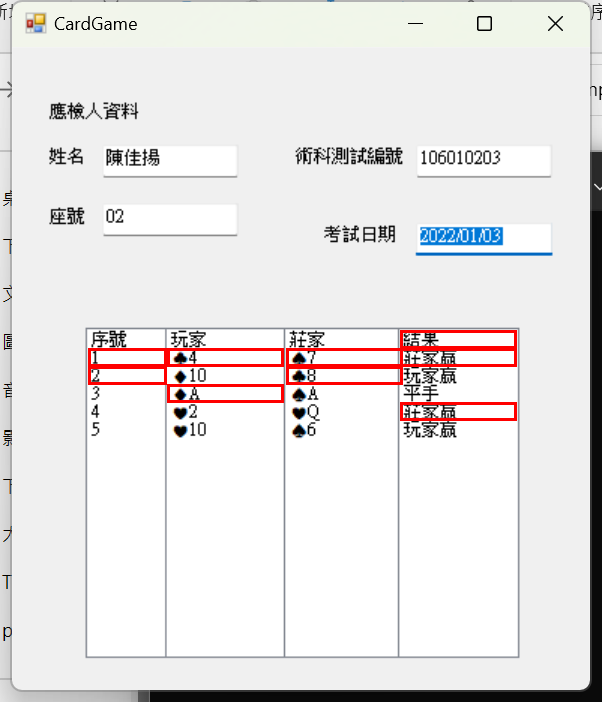 CardGame
應檢人資料
姓名 陳佳揚 術科測試編號 106010203
座號 02
考試日期 2022/01/03
序號 玩家 莊家 結果
1 ♣4 ♠7 莊家贏
2 ♦10 ♣8 玩家贏
3 ♦A ♠A 平手
4 ♥2 ♥Q 莊家贏
5 ♥10 ♠6 玩家贏